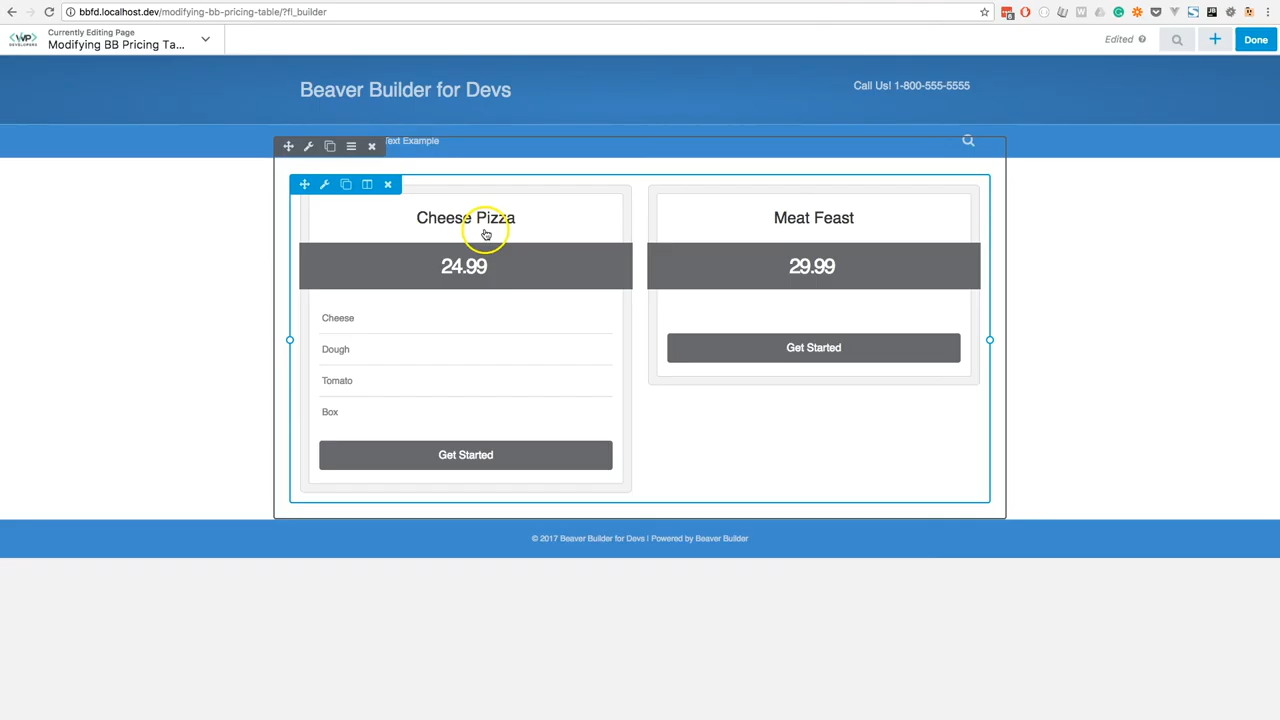 bbfd.localhost.dev/modifying-bb-pricing-table/?fl_builder
Currently Editing Page
Modifying BB Pricing Ta...
Edited
Done
Beaver Builder for Devs
Call Us! 1-800-555-5555
Text Example
Cheese Pizza
Meat Feast
24.99
29.99
Cheese
Dough
Tomato
Box
Get Started
Get Started
© 2017 Beaver Builder for Devs | Powered by Beaver Builder